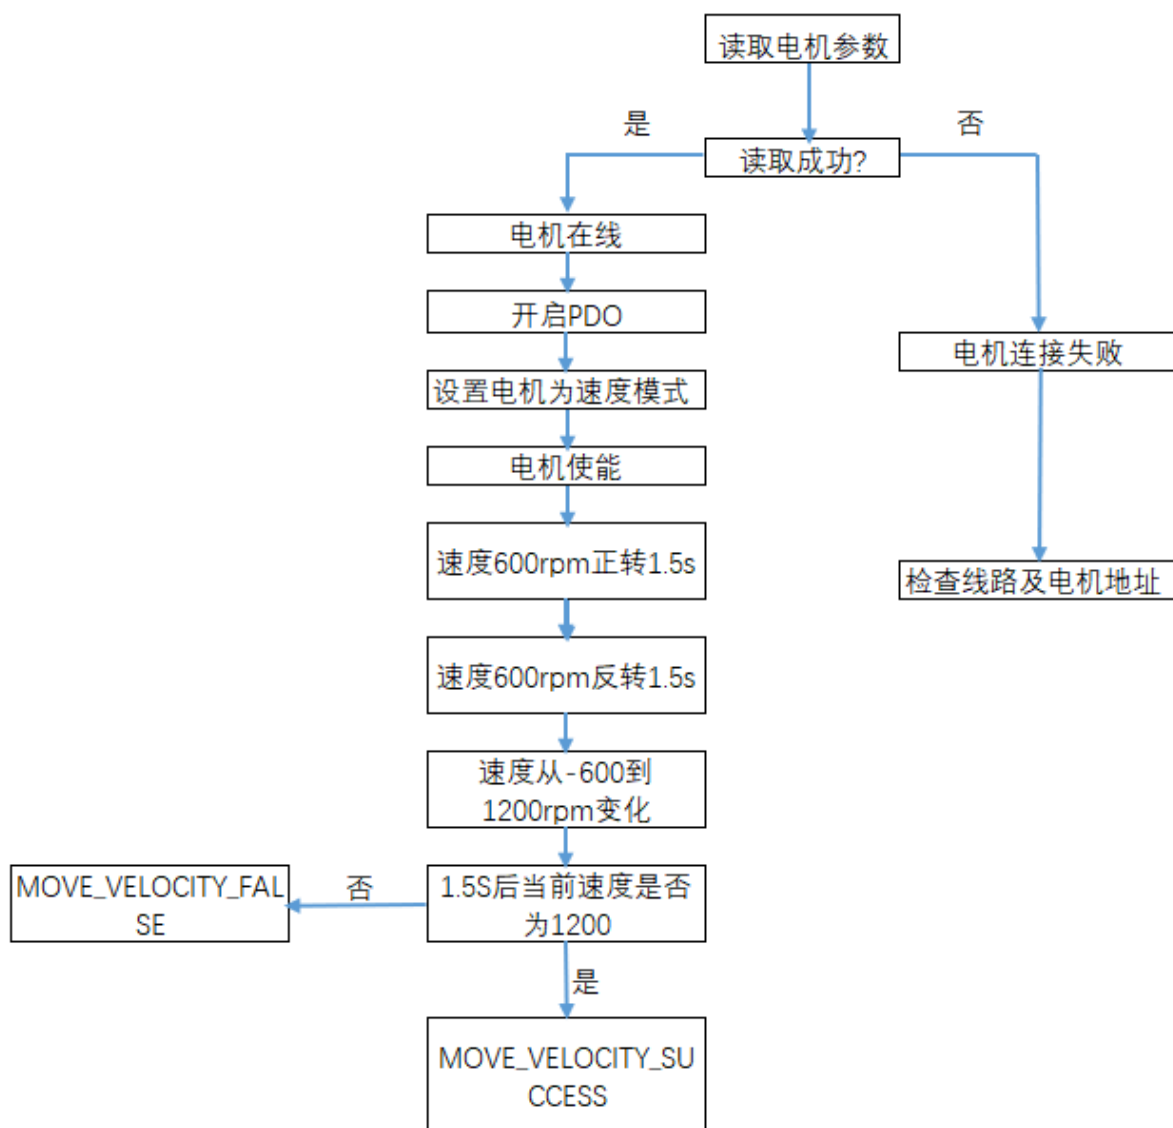 读取电机参数
是
否
读取成功?
电机在线
开启PDO
电机连接失败
设置电机为速度模式
电机使能
速度600rpm正转1.5s
检查线路及电机地址
速度600rpm反转1.5s
速度从-600到
1200rpm变化
MOVE_VELOCITY_FAL
SE
否
1.5S后当前速度是否
为1200
是
MOVE_VELOCITY_SU
CCESS